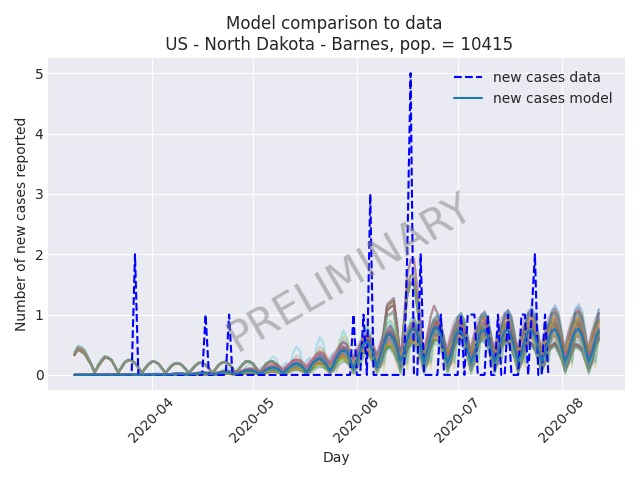 Model comparison to data
US - North Dakota - Barnes, pop. = 10415
Number of new cases reported
5
4
3
2
1
0
new cases data
new cases model
PRELIMINARY
2020-04
2020-05
2020-06
2020-07
2020-08
Day